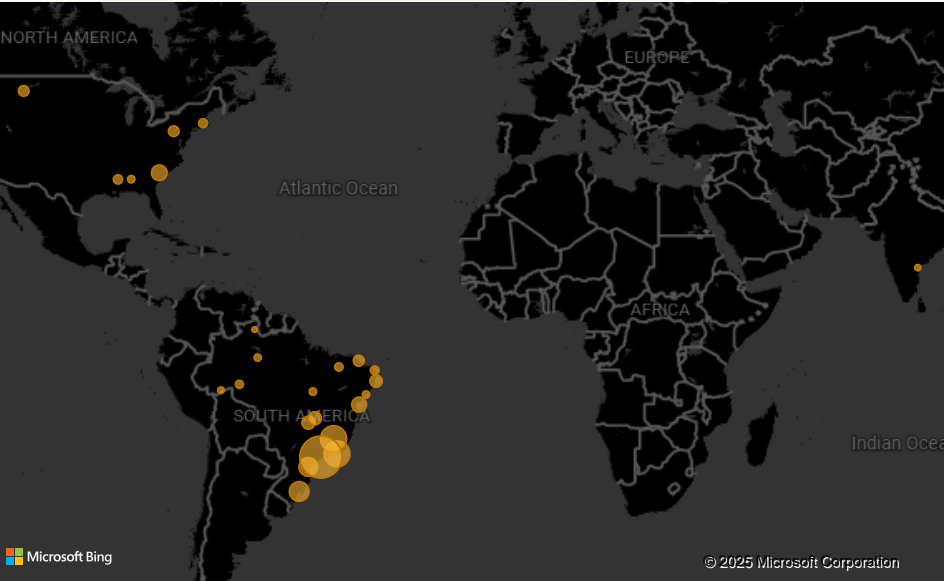 NORTH AMERICA
EUROPE
Atlantic Ocean
AFRICA
SOUTH AMERICA
Indian Ocea
Microsoft Bing
© 2025 Microsoft Corporation